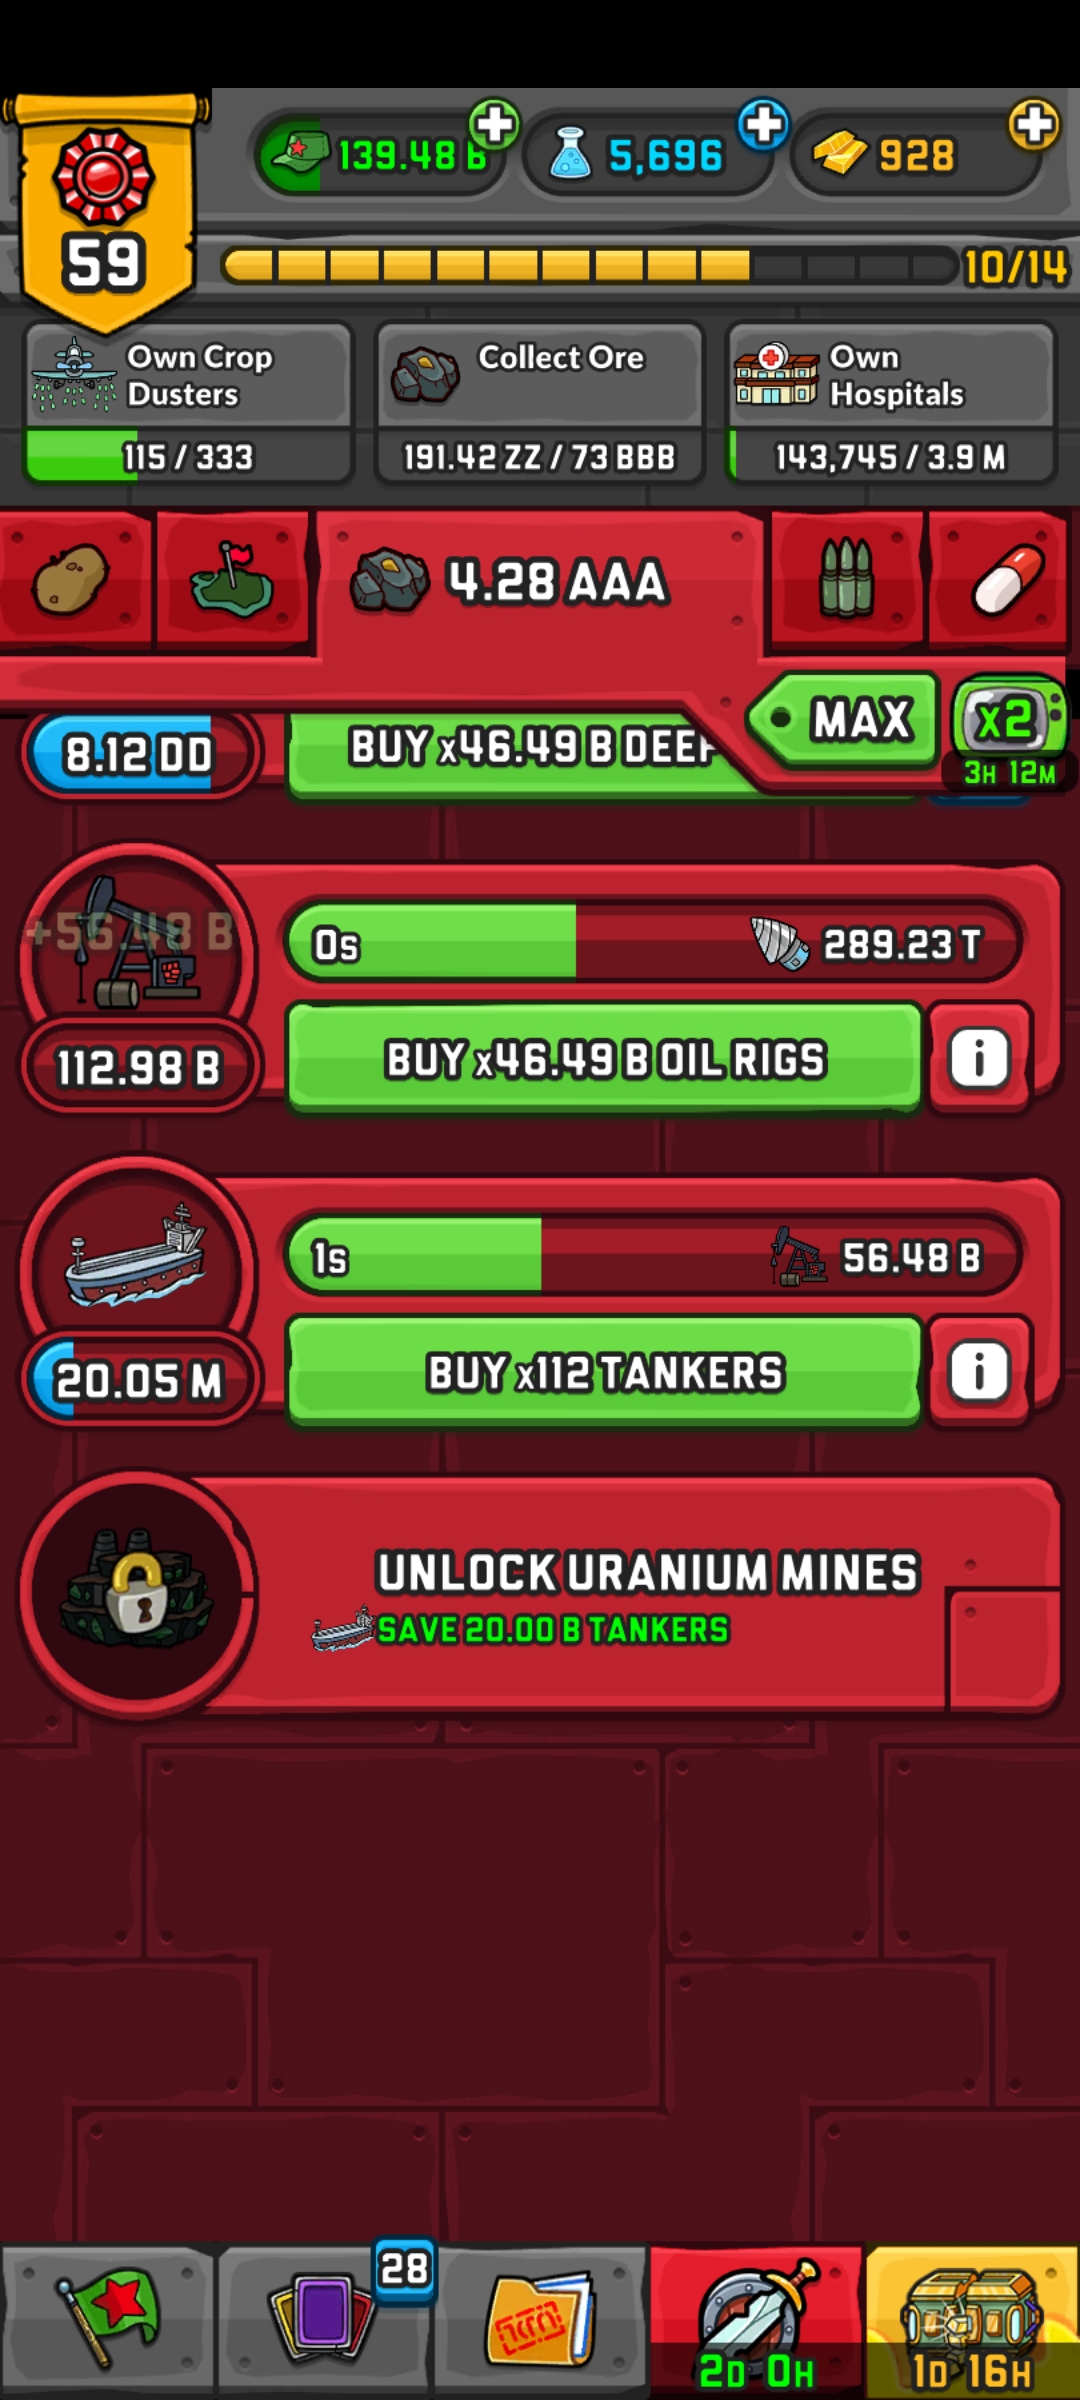 139.48 B
5,696
928
59
10/14
Own Crop
Dusters
115 / 333
Collect Ore
191.42 ZZ / 73 BBB
Own
Hospitals
143,745 / 3.9 M
4.28 AAA
MAX
x2
3H 12M
8.12 DD
BUY x46.49 B DEEP
+56.48 B
0s
289.23 T
112.98 B
BUY x46.49 B OIL RIGS
i
1s
56.48 B
20.05 M
BUY x112 TANKERS
i
UNLOCK URANIUM MINES
SAVE 20.00 B TANKERS
28
2D 0H
1D 16H